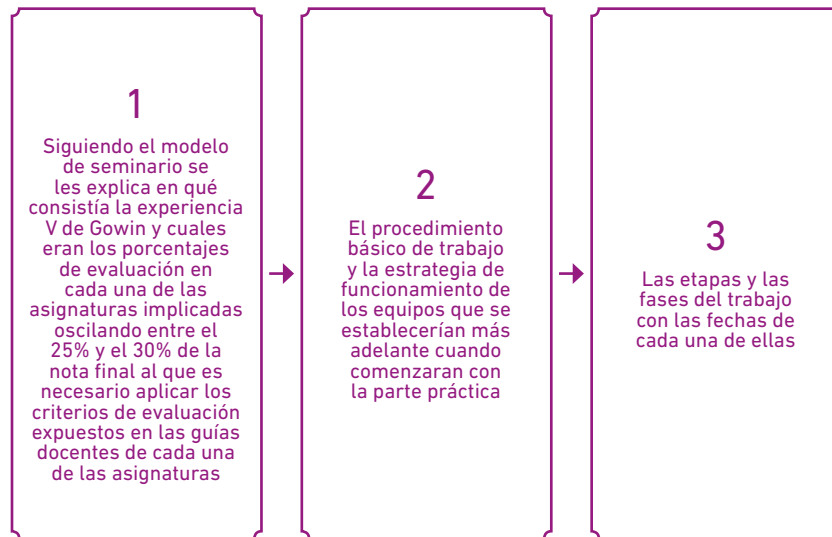 1
Siguiendo el modelo
de seminario se
les explica en qué
consistía la experiencia
V de Gowin y cuales
eran los porcentajes
de evaluación en
cada una de las
asignaturas implicadas
oscilando entre el
25% y el 30% de la
nota final al que es
necesario aplicar los
criterios de evaluación
expuestos en las guías
docentes de cada una
de las asignaturas
2
El procedimiento
básico de trabajo
y la estrategia de
funcionamiento de
los equipos que se
establecerían más
adelante cuando
comenzaran con
la parte práctica
3
Las etapas y las
fases del trabajo
con las fechas de
cada una de ellas